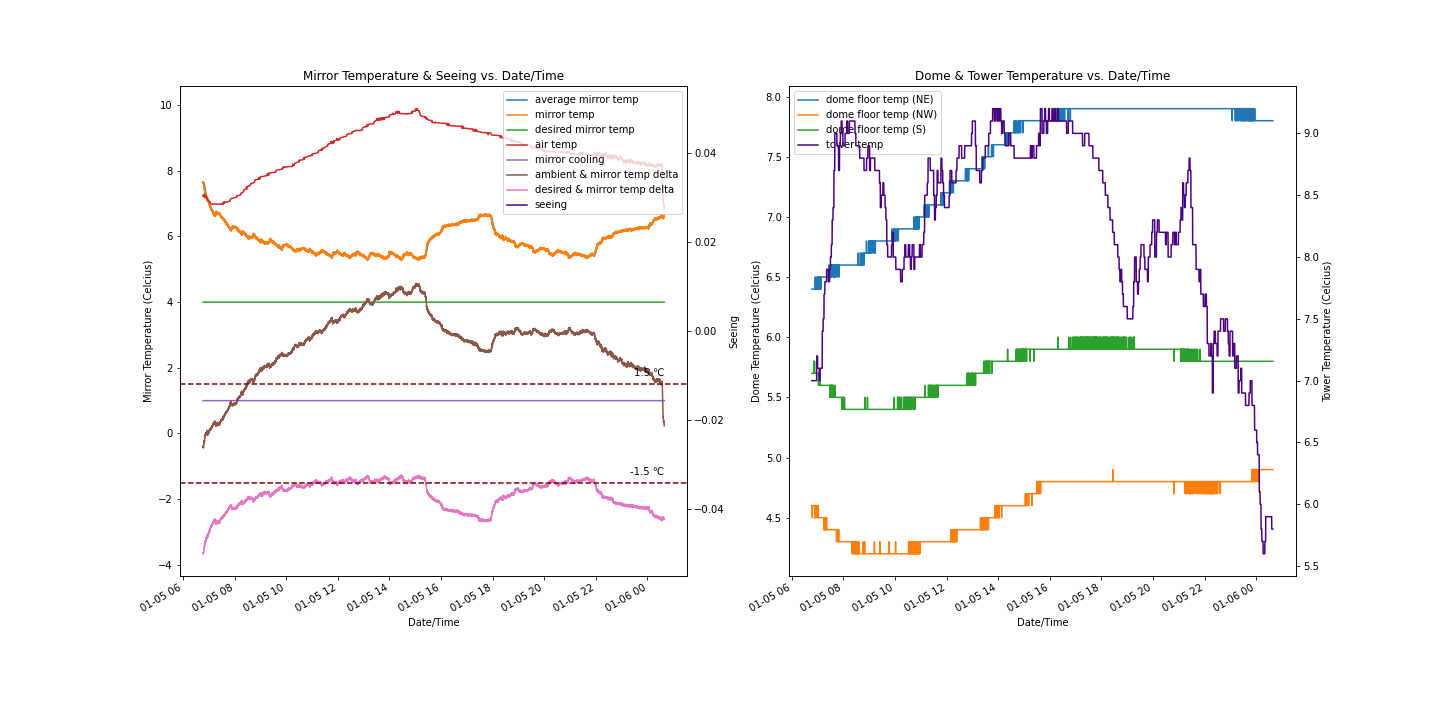 Mirror Temperature & Seeing vs. Date/Time
Mirror Temperature (Celcius)
10
8
6
4
2
0
−2
−4
average mirror temp
mirror temp
desired mirror temp
air temp
mirror cooling
ambient & mirror temp delta
desired & mirror temp delta
seeing
1.5 °C
-1.5 °C
0.04
0.02
0.00
−0.02
−0.04
Seeing
01-05 06
01-05 08
01-05 10
01-05 12
01-05 14
01-05 16
01-05 18
01-05 20
01-05 22
01-06 00
Date/Time
Dome & Tower Temperature vs. Date/Time
Dome Temperature (Celcius)
8.0
7.5
7.0
6.5
6.0
5.5
5.0
4.5
dome floor temp (NE)
dome floor temp (NW)
dome floor temp (S)
tower temp
9.0
8.5
8.0
7.5
7.0
6.5
6.0
5.5
Tower Temperature (Celcius)
01-05 06
01-05 08
01-05 10
01-05 12
01-05 14
01-05 16
01-05 18
01-05 20
01-05 22
01-06 00
Date/Time